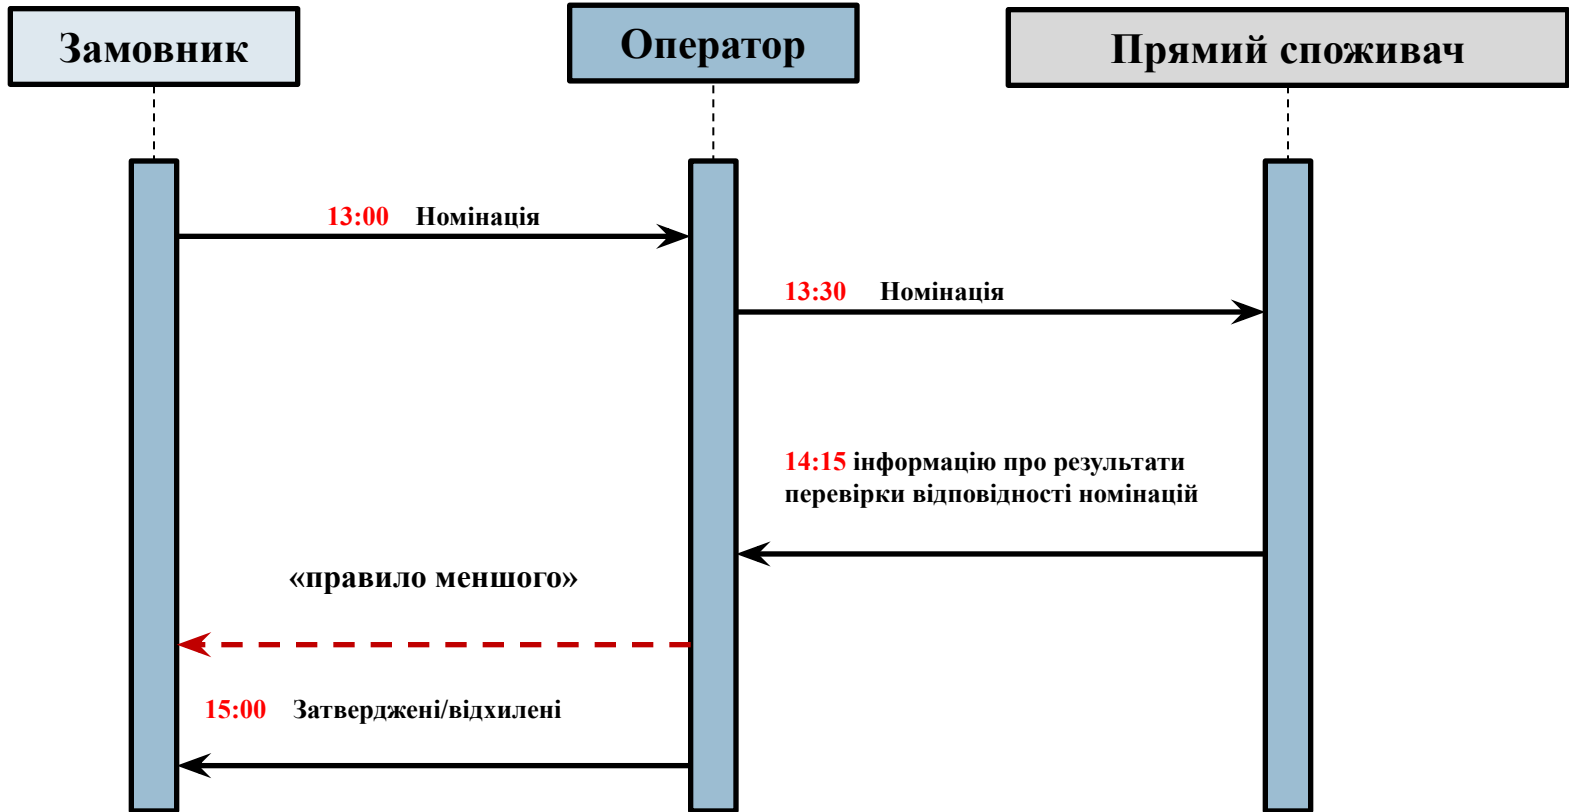 Замовник
Оператор
Прямий споживач
13:00 Номінація
13:30 Номінація
14:15 інформацію про результати
перевірки відповідності номінацій
«правило меншого»
15:00 Затверджені/відхилені